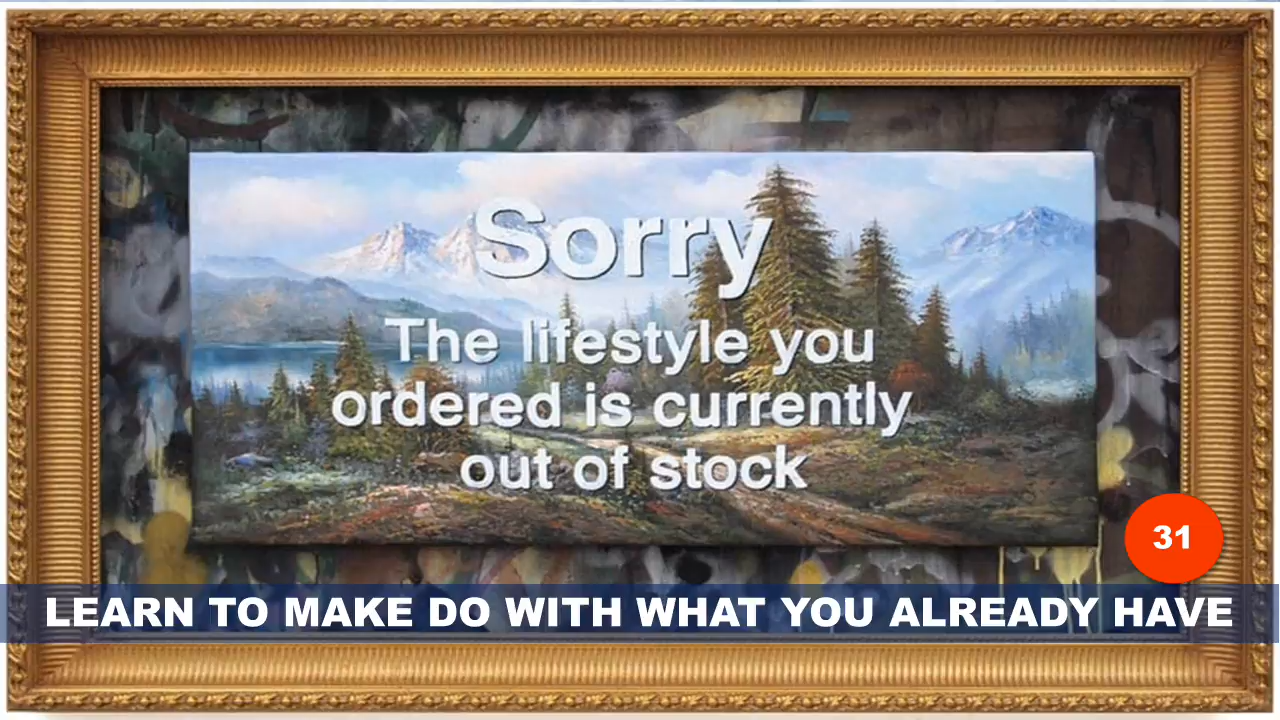 Sorry
The lifestyle you
ordered is currently
out of stock
31
LEARN TO MAKE DO WITH WHAT YOU ALREADY HAVE